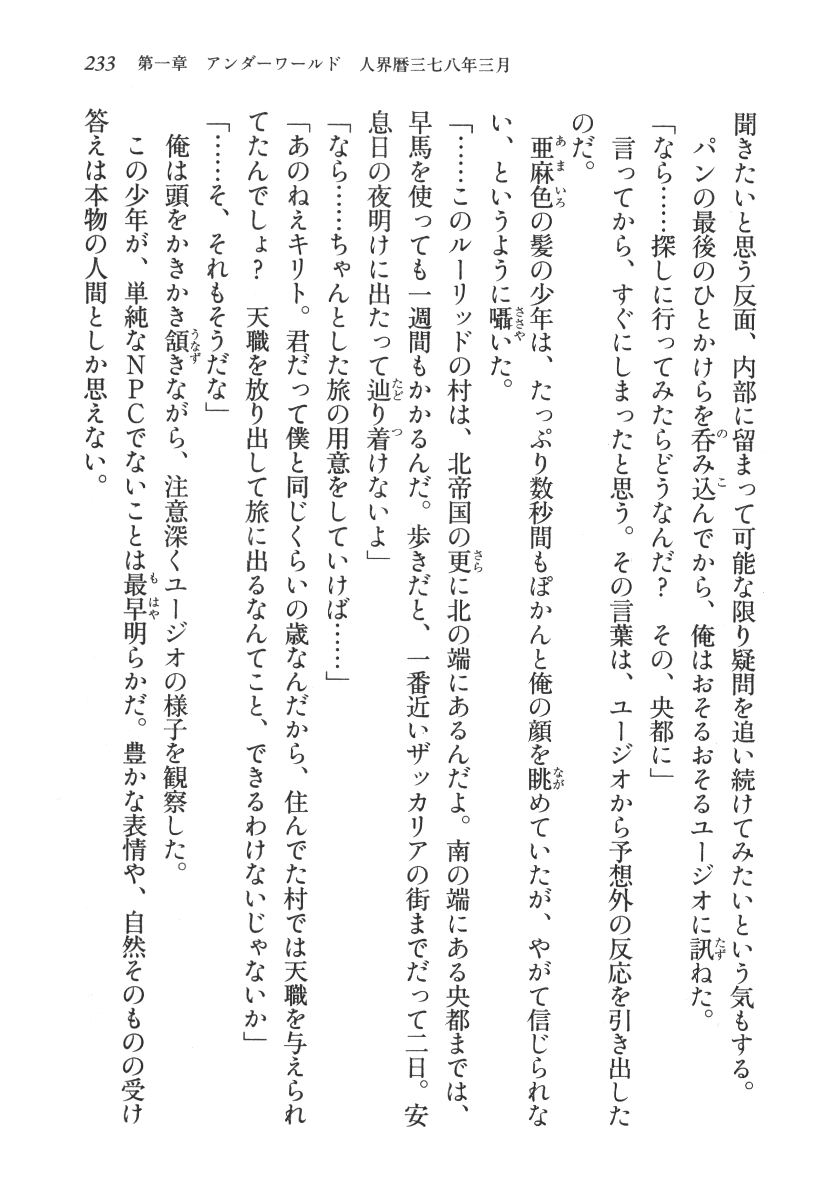 233　第一章　アンダーワールド　人界暦三七八年三月
聞きたいと思う反面、内部に留まって可能な限り疑問を追い続けてみたいという気もする。
　パンの最後のひとかけらを呑み込んでから、俺はおそるおそるユージオに訊ねた。
「なら……探しに行ってみたらどうなんだ？　その、央都に」
　言ってから、すぐにしまったと思う。その言葉は、ユージオから予想外の反応を引き出した
のだ。
　亜麻色の髪の少年は、たっぷり数秒間もぽかんと俺の顔を眺めていたが、やがて信じられな
い、というように囁いた。
「……このルーリッドの村は、北帝国の更に北の端にあるんだよ。南の端にある央都までは、
早馬を使っても一週間もかかるんだ。歩きだと、一番近いザッカリアの街までだって二日。安
息日の夜明けに出たって辿り着けないよ」
「なら……ちゃんとした旅の用意をしていけば……」
「あのねえキリト。君だって僕と同じくらいの歳なんだから、住んでた村では天職を与えられ
てたんでしょ？　天職を放り出して旅に出るなんてこと、できるわけないじゃないか」
「……そ、それもそうだな」
　俺は頭をかきかき頷きながら、注意深くユージオの様子を観察した。
　この少年が、単純なＮＰＣでないことは最早明らかだ。豊かな表情や、自然そのものの受け
答えは本物の人間としか思えない。